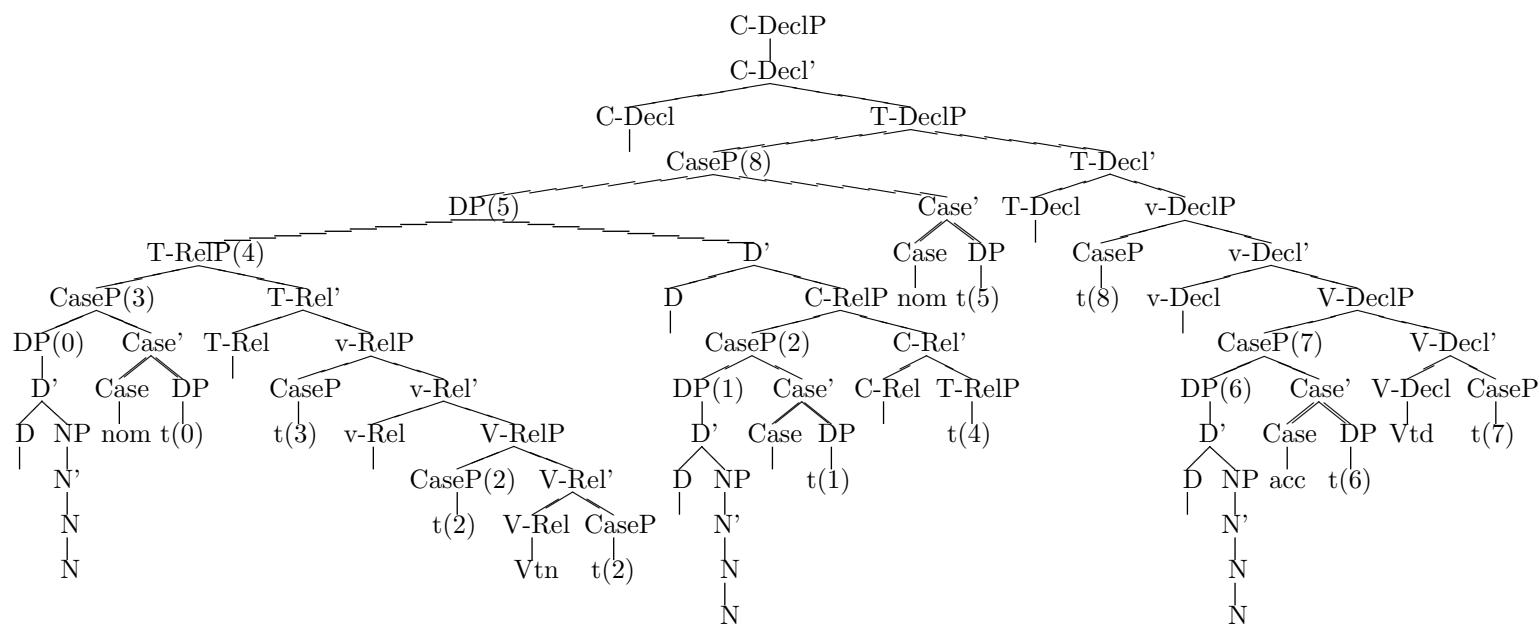 C-DeclP
C-Decl'
C-Decl T-DeclP
CaseP(8) T-Decl'
DP(5) Case' T-Decl v-DeclP
T-RelP(4) D' Case DP CaseP v-Decl'
CaseP(3) T-Rel' D C-RelP nom t(5) t(8) v-Decl V-DeclP
DP(0) Case' T-Rel v-RelP CaseP(2) C-Rel' CaseP(7) V-Decl'
D' Case DP CaseP v-Rel' DP(1) Case' C-Rel T-RelP DP(6) Case' V-Decl CaseP
D NP nom t(0) t(3) v-Rel V-RelP D' Case DP t(4) D' Case DP Vtd t(7)
N' CaseP(2) V-Rel' D NP t(1) D NP acc t(6)
N t(2) V-Rel CaseP N' N'
N Vtn t(2) N N
N N